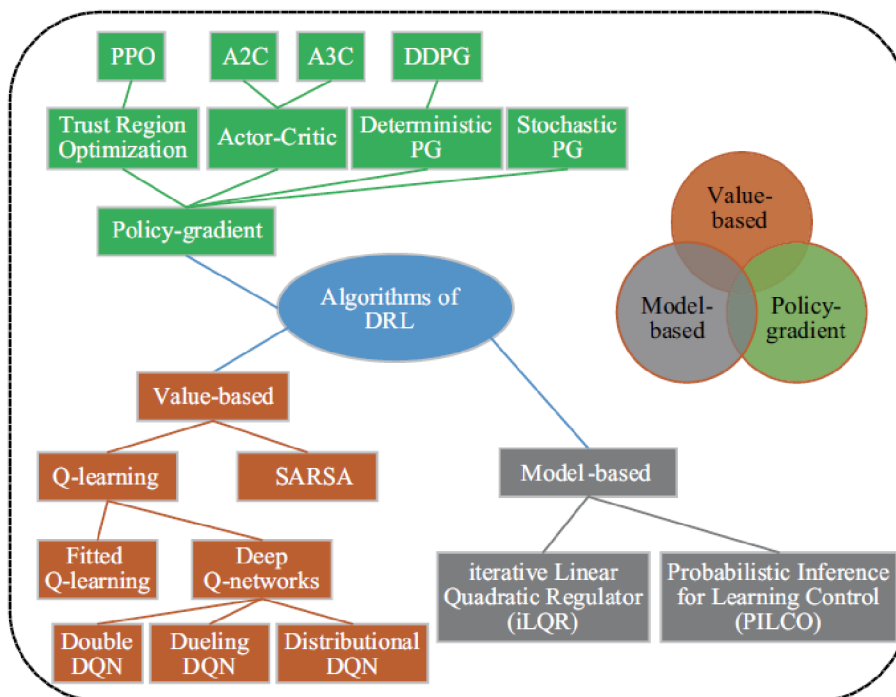 PPO
A2C
A3C
DDPG
Trust Region
Optimization
Actor-Critic
Deterministic
PG
Stochastic
PG
Policy-gradient
Value-
based
Model-
based
Policy-
gradient
Algorithms of
DRL
Value-based
Q-learning
SARSA
Model-based
Fitted
Q-learning
Deep
Q-networks
iterative Linear
Quadratic Regulator
(iLQR)
Probabilistic Inference
for Learning Control
(PILCO)
Double
DQN
Dueling
DQN
Distributional
DQN